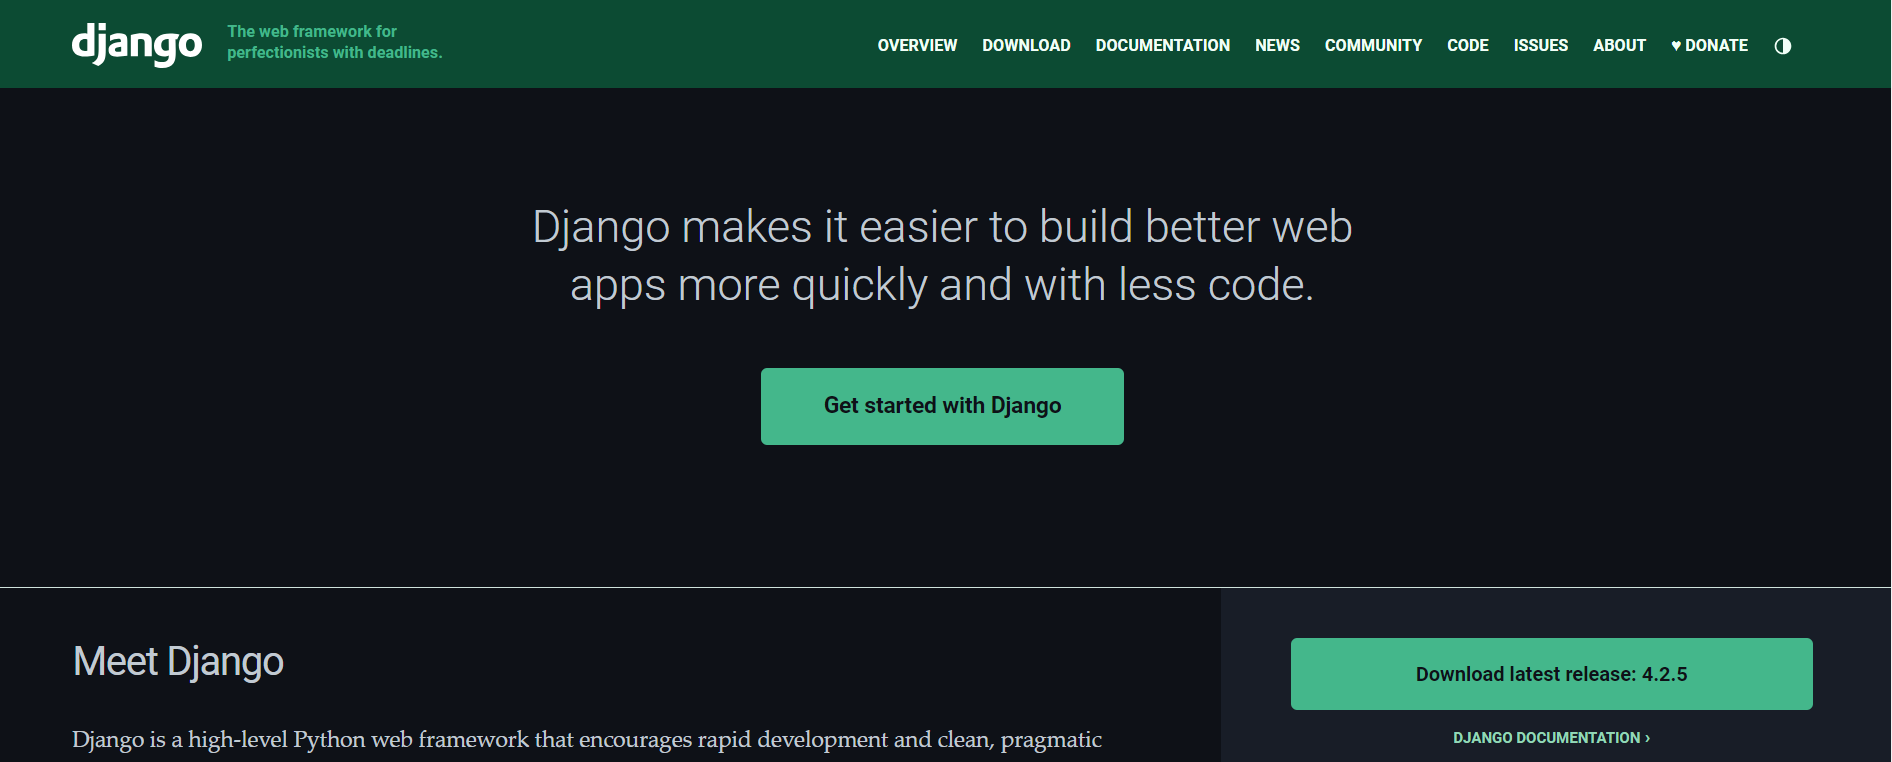 django
The web framework for
perfectionists with deadlines.
OVERVIEW DOWNLOAD DOCUMENTATION NEWS COMMUNITY CODE ISSUES ABOUT ♥ DONATE
Django makes it easier to build better web
apps more quickly and with less code.
Get started with Django
Meet Django
Django is a high-level Python web framework that encourages rapid development and clean, pragmatic
Download latest release: 4.2.5
DJANGO DOCUMENTATION ›